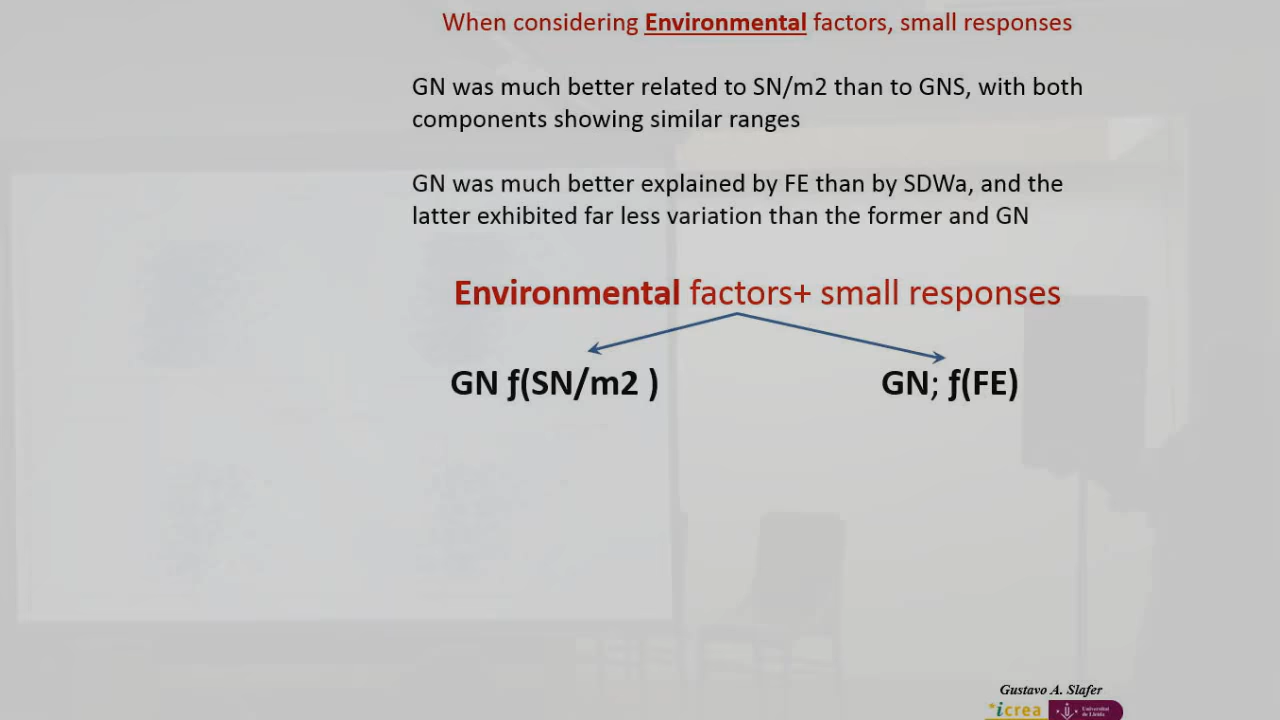 When considering Environmental factors, small responses
GN was much better related to SN/m2 than to GNS, with both
components showing similar ranges
GN was much better explained by FE than by SDWa, and the
latter exhibited far less variation than the former and GN
Environmental factors+ small responses
GN ƒ(SN/m2 )
GN; ƒ(FE)
Gustavo A. Slafer
icrea
Universitat
de Lleida